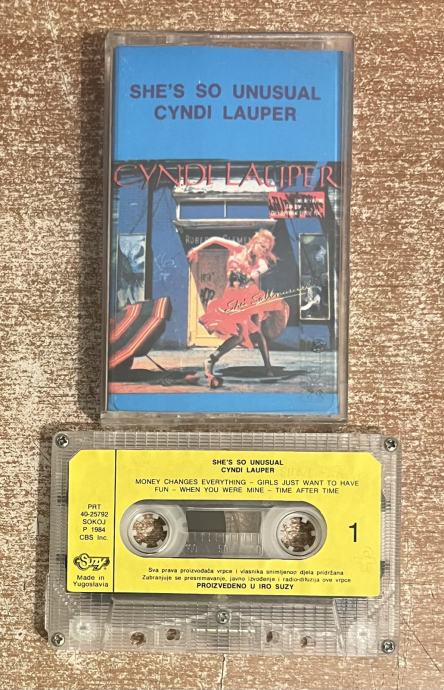 SHE'S SO UNUSUAL
CYNDI LAUPER
CYNDI LAUPER
She's So Unusual
SHE'S SO UNUSUAL
CYNDI LAUPER
MONEY CHANGES EVERYTHING – GIRLS JUST WANT TO HAVE
FUN – WHEN YOU WERE MINE – TIME AFTER TIME
PRT
40-25792
SOKOJ
P 1984
CBS Inc.
1
Suzy
Made in
Yugoslavia
Sva prava proizvođača vrpce i vlasnika snimljenog djela pridržana
Zabranjuje se presnimavanje, javno izvođenje i radio-difuzija ove vrpce
PROIZVEDENO U IRO SUZY